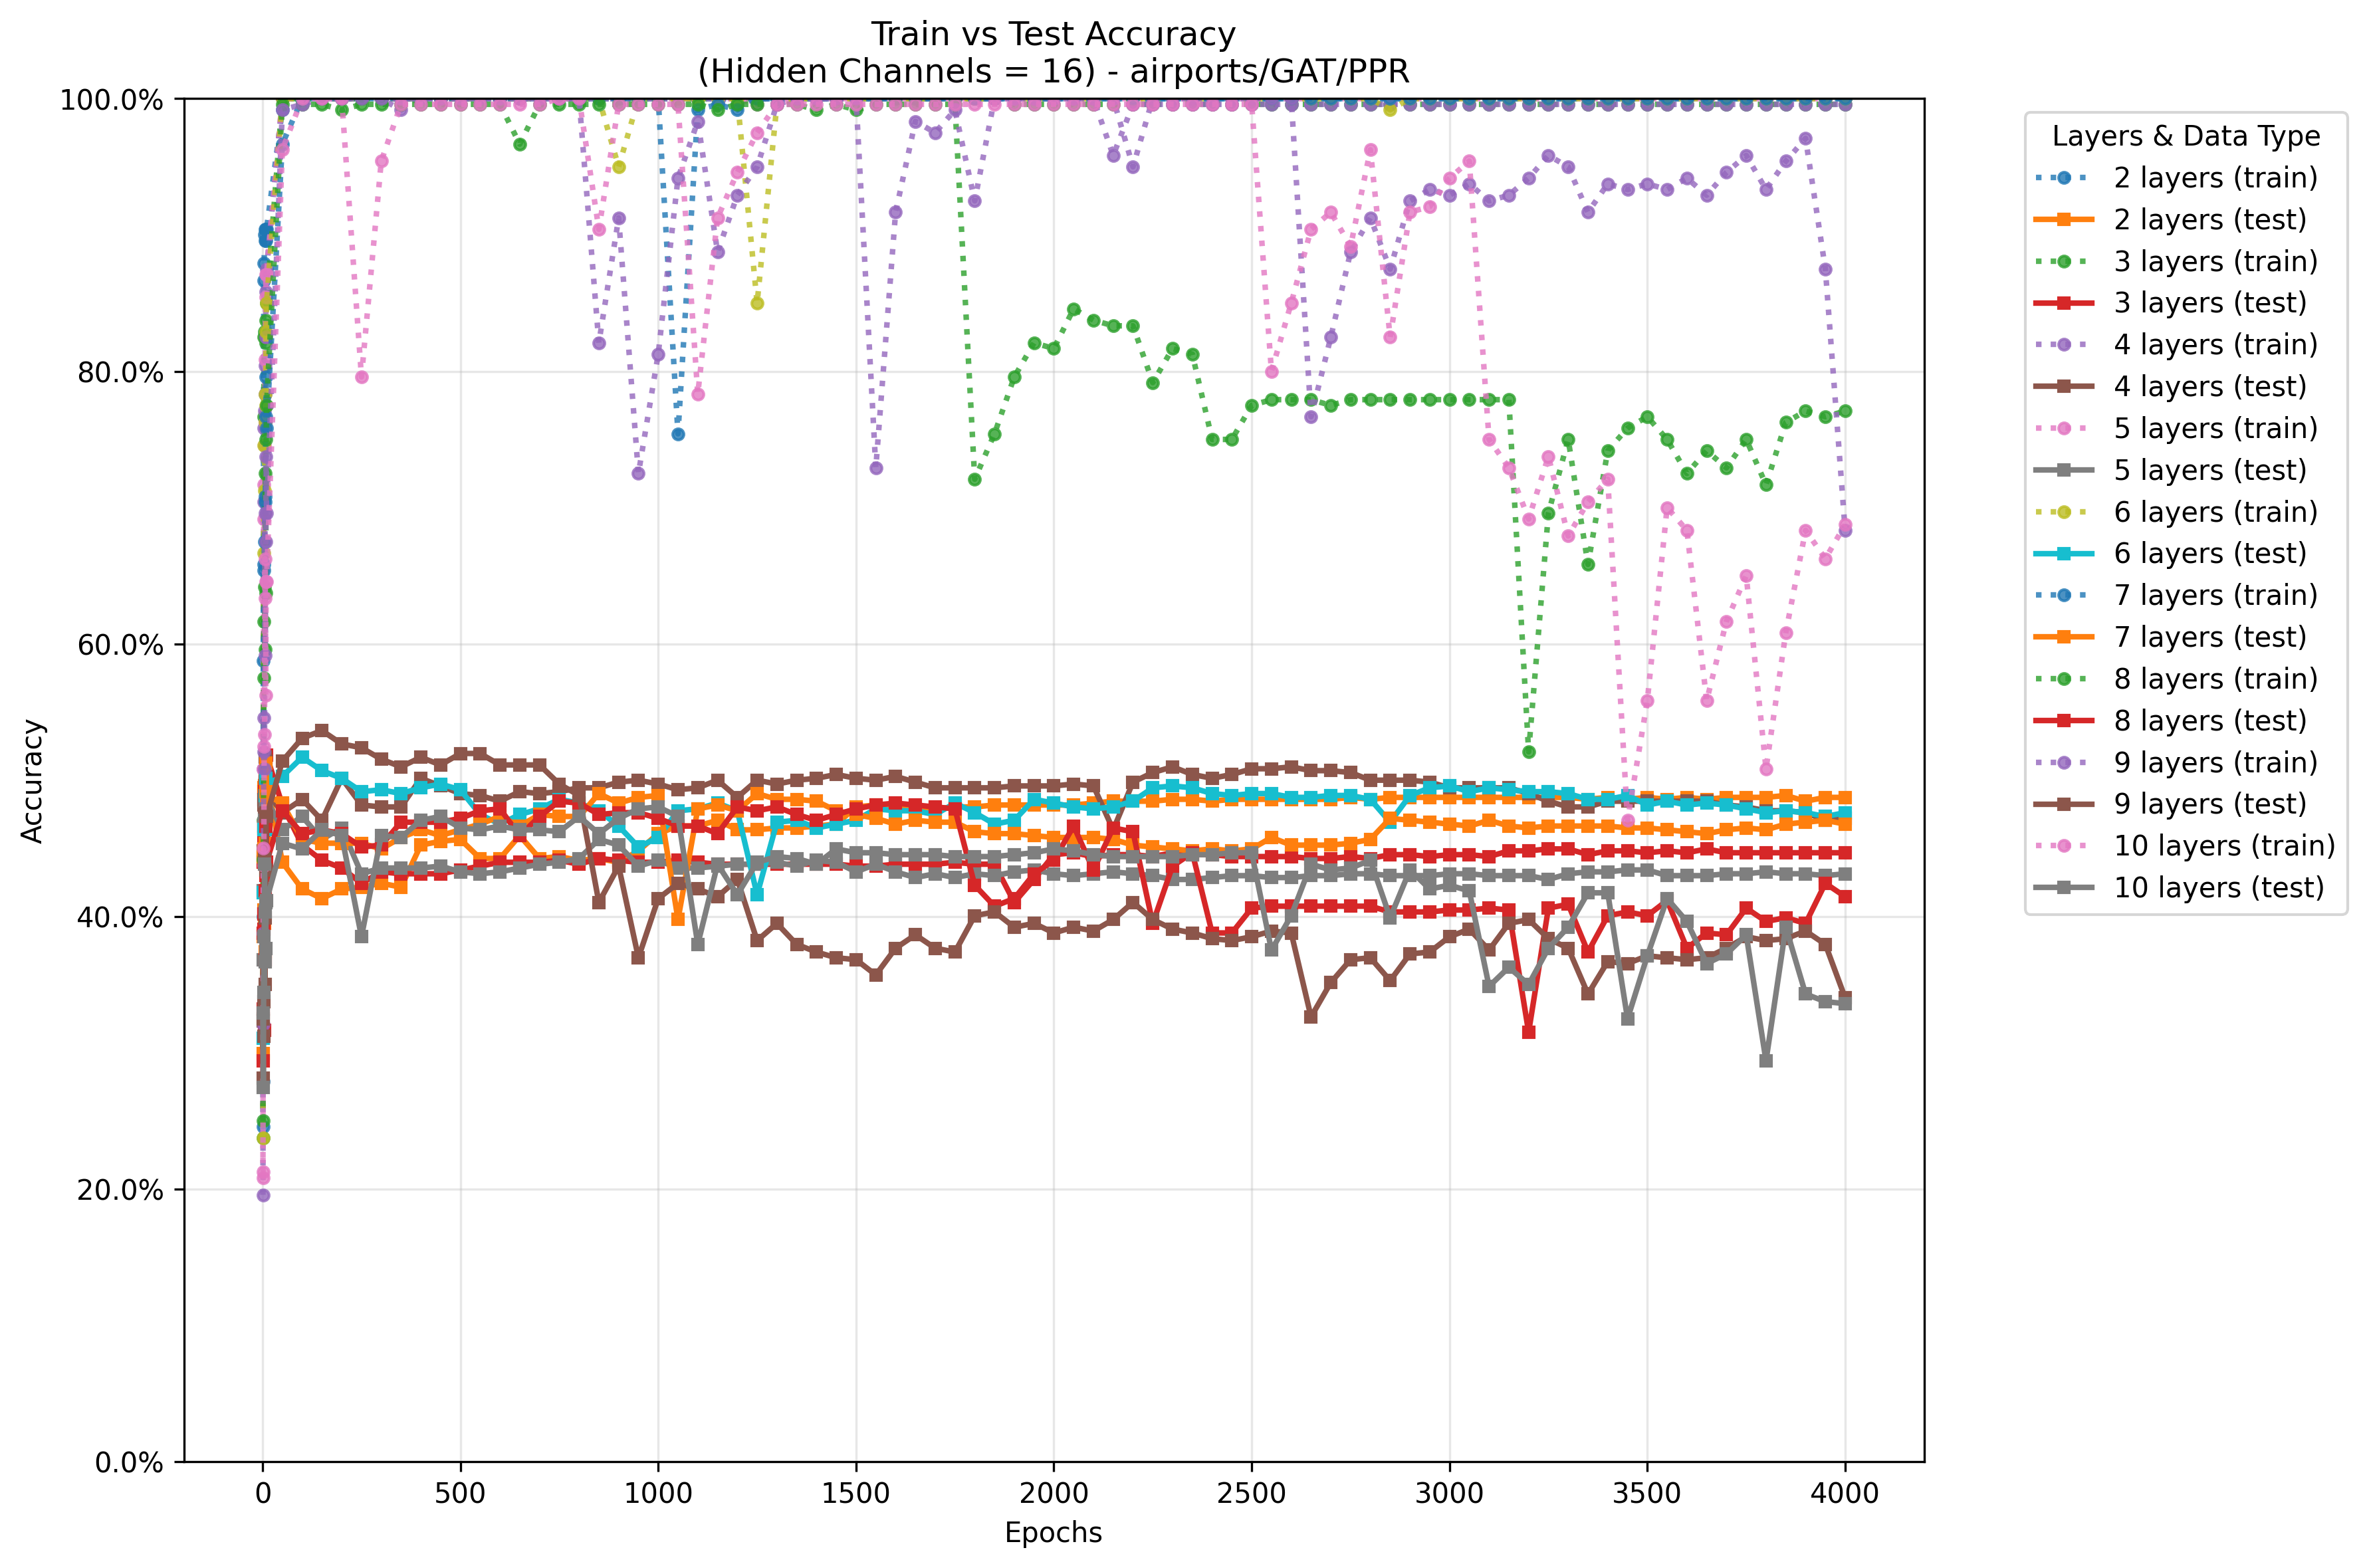 Train vs Test Accuracy
(Hidden Channels = 16) - airports/GAT/PPR
100.0%
80.0%
60.0%
40.0%
20.0%
0.0%
Accuracy
0
500
1000
1500
2000
2500
3000
3500
4000
Epochs
Layers & Data Type
2 layers (train)
2 layers (test)
3 layers (train)
3 layers (test)
4 layers (train)
4 layers (test)
5 layers (train)
5 layers (test)
6 layers (train)
6 layers (test)
7 layers (train)
7 layers (test)
8 layers (train)
8 layers (test)
9 layers (train)
9 layers (test)
10 layers (train)
10 layers (test)